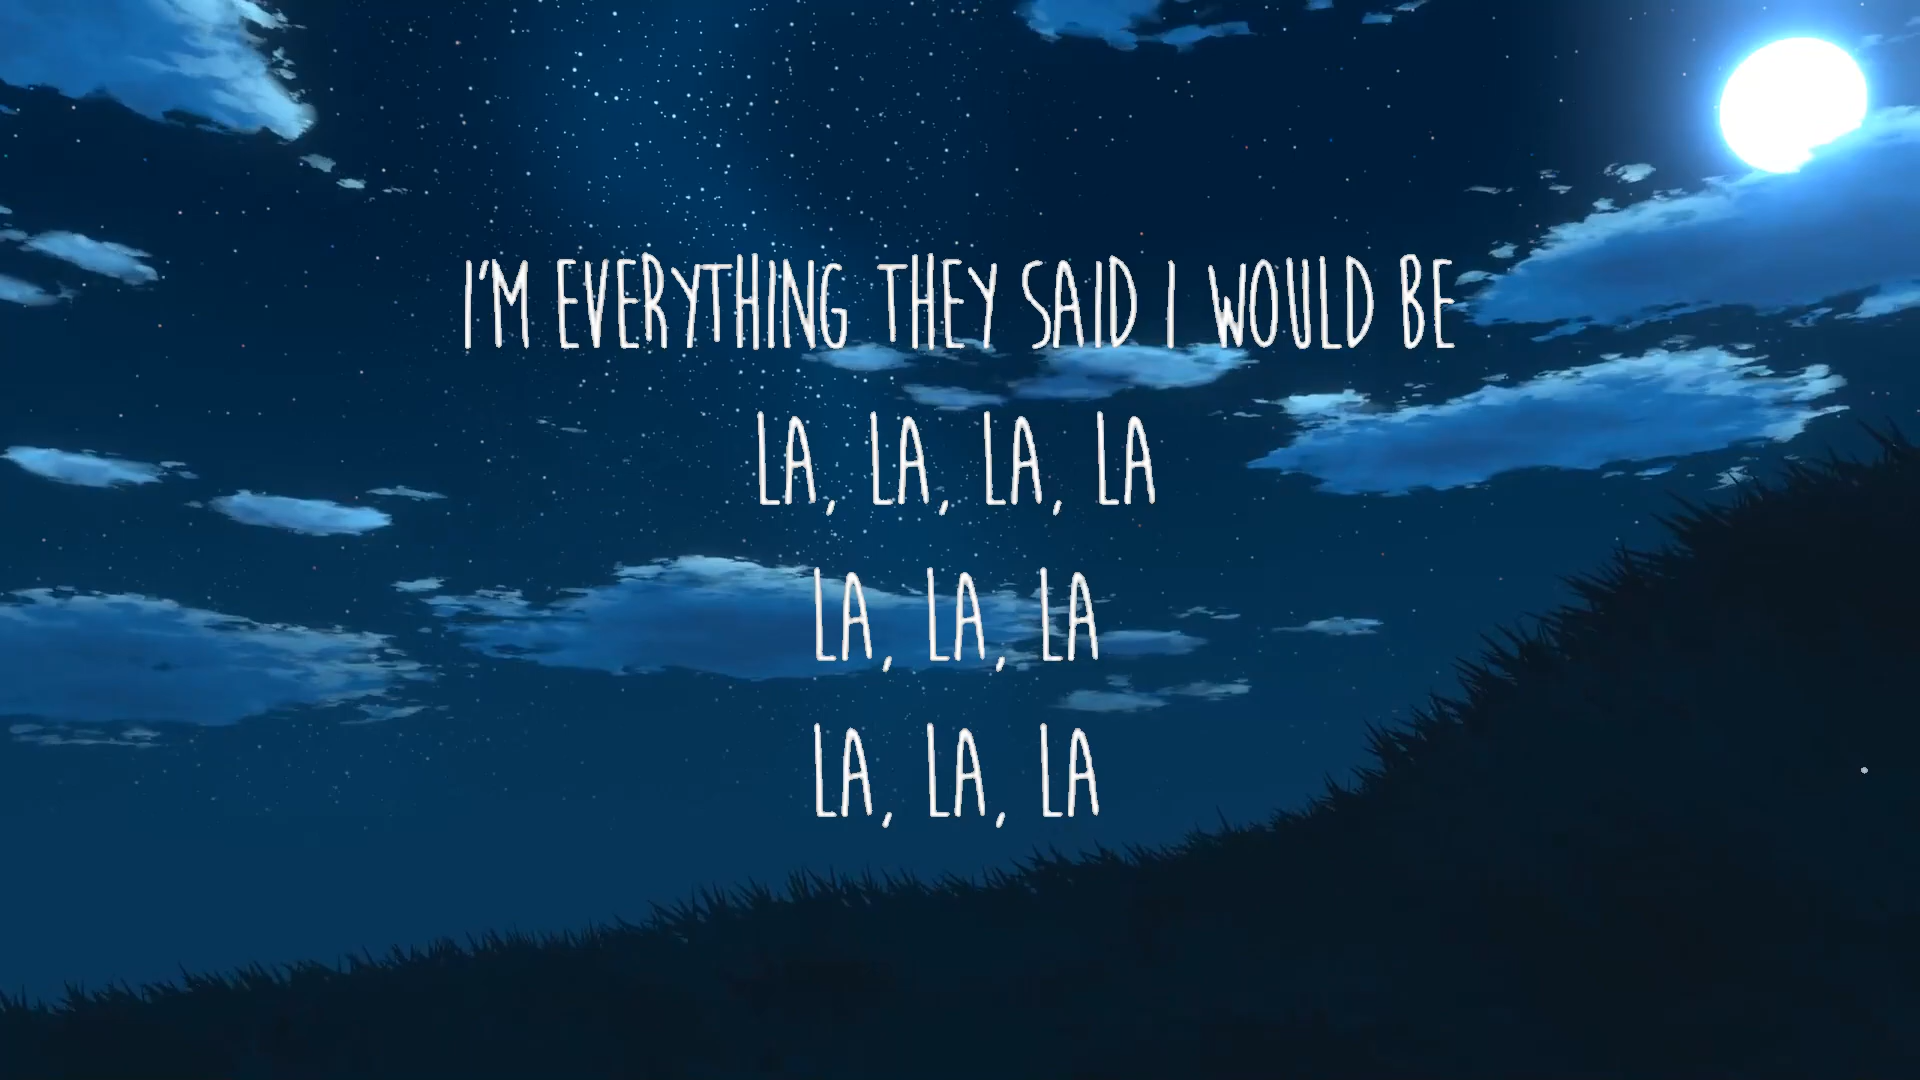 I'M EVERYTHING THEY SAID I WOULD BE
LA, LA, LA, LA
LA, LA, LA
LA, LA, LA